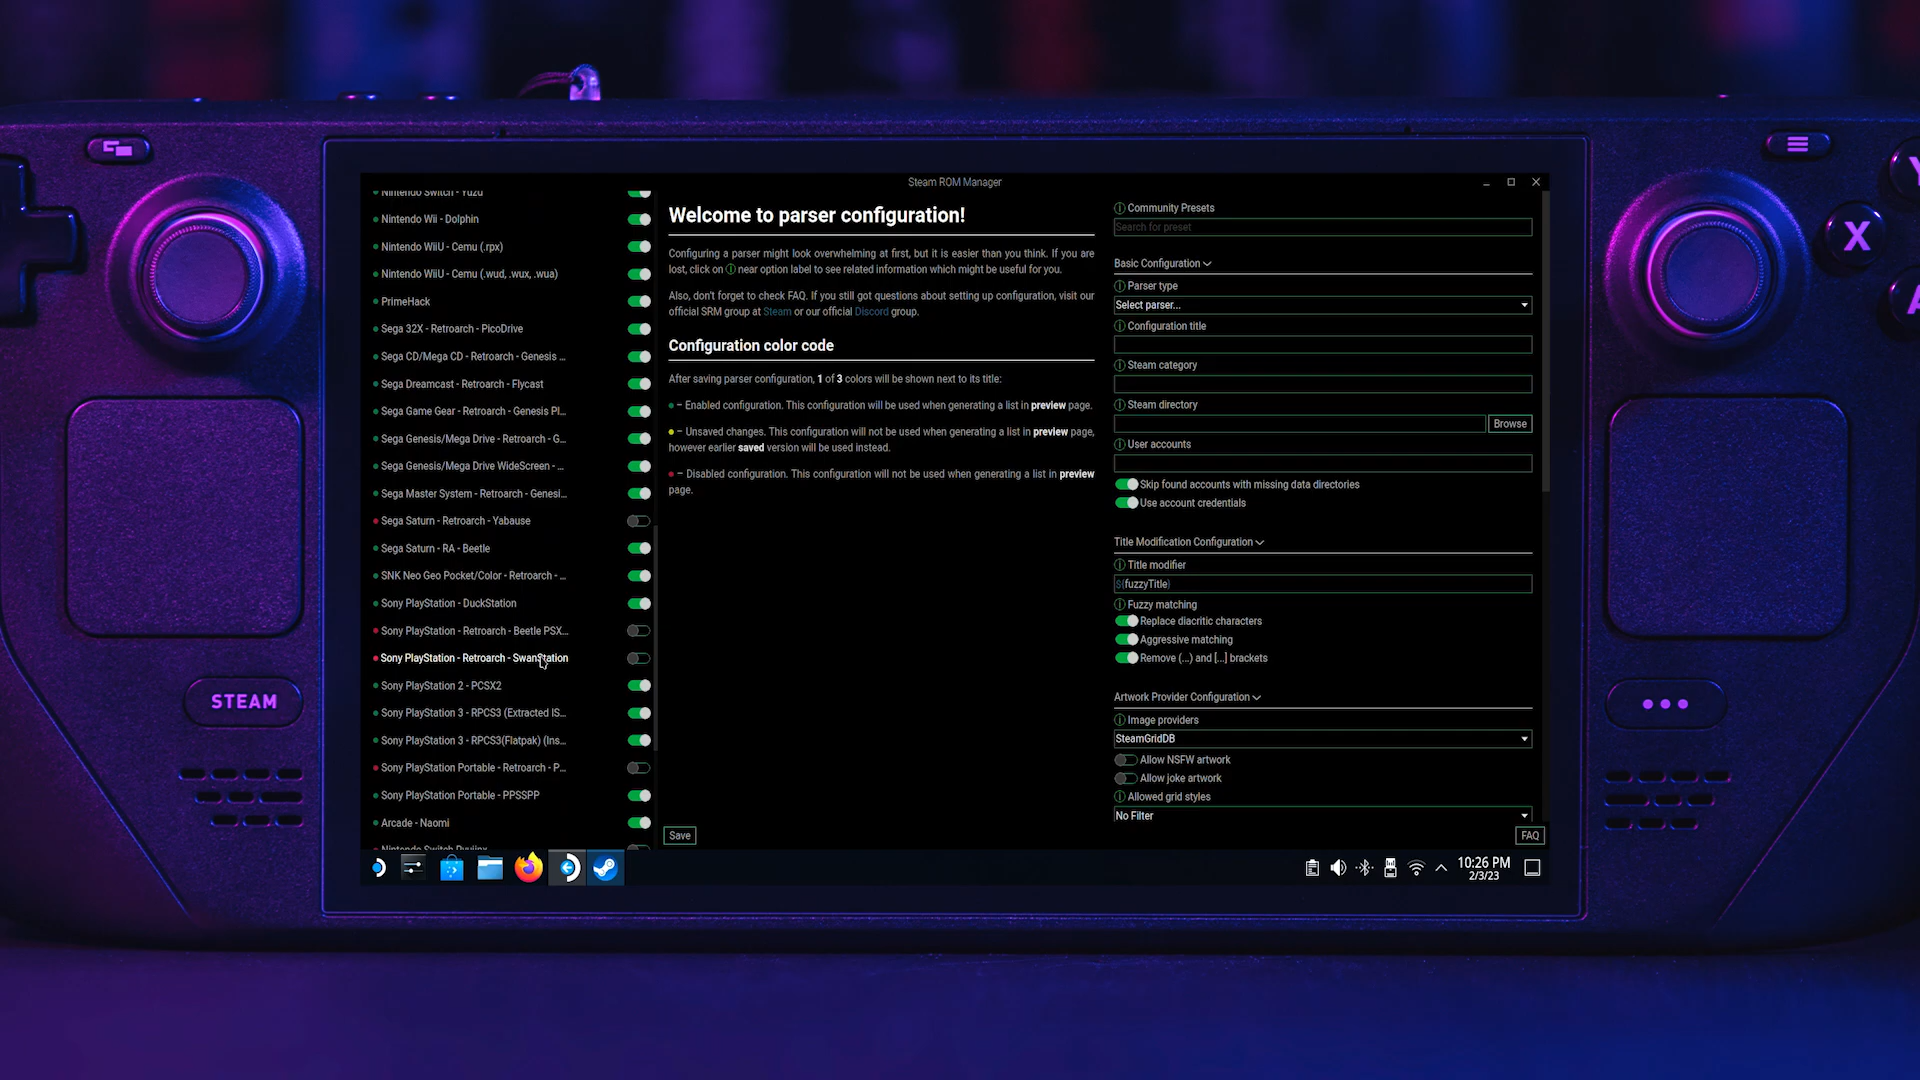 Steam ROM Manager
Nintendo Switch - Yuzu
Nintendo Wii - Dolphin
Nintendo WiiU - Cemu (.rpx)
Nintendo WiiU - Cemu (.wud, .wux, .wua)
PrimeHack
Sega 32X - Retroarch - PicoDrive
Sega CD/Mega CD - Retroarch - Genesis ...
Sega Dreamcast - Retroarch - Flycast
Sega Game Gear - Retroarch - Genesis Pl...
Sega Genesis/Mega Drive - Retroarch - G...
Sega Genesis/Mega Drive WideScreen - ...
Sega Master System - Retroarch - Genesi...
Sega Saturn - Retroarch - Yabause
Sega Saturn - RA - Beetle
SNK Neo Geo Pocket/Color - Retroarch - ...
Sony PlayStation - DuckStation
Sony PlayStation - Retroarch - Beetle PSX...
Sony PlayStation - Retroarch - SwanStation
Sony PlayStation 2 - PCSX2
Sony PlayStation 3 - RPCS3 (Extracted IS...
Sony PlayStation 3 - RPCS3(Flatpak) (Ins...
Sony PlayStation Portable - Retroarch - P...
Sony PlayStation Portable - PPSSPP
Arcade - Naomi
Nintendo Switch Ryujinx
Welcome to parser configuration!
Configuring a parser might look overwhelming at first, but it is easier than you think. If you are
lost, click on ⓘ near option label to see related information which might be useful for you.
Also, don't forget to check FAQ. If you still got questions about setting up configuration, visit our
official SRM group at Steam or our official Discord group.
Configuration color code
After saving parser configuration, 1 of 3 colors will be shown next to its title:
● – Enabled configuration. This configuration will be used when generating a list in preview page.
● – Unsaved changes. This configuration will not be used when generating a list in preview page,
however earlier saved version will be used instead.
● – Disabled configuration. This configuration will not be used when generating a list in preview
page.
Save
Community Presets
Search for preset
Basic Configuration
Parser type
Select parser...
Configuration title
Steam category
Steam directory
Browse
User accounts
Skip found accounts with missing data directories
Use account credentials
Title Modification Configuration
Title modifier
${fuzzyTitle}
Fuzzy matching
Replace diacritic characters
Aggressive matching
Remove (...) and [...] brackets
Artwork Provider Configuration
Image providers
SteamGridDB
Allow NSFW artwork
Allow joke artwork
Allowed grid styles
No Filter
FAQ
10:26 PM
2/3/23
STEAM
Y
X
A